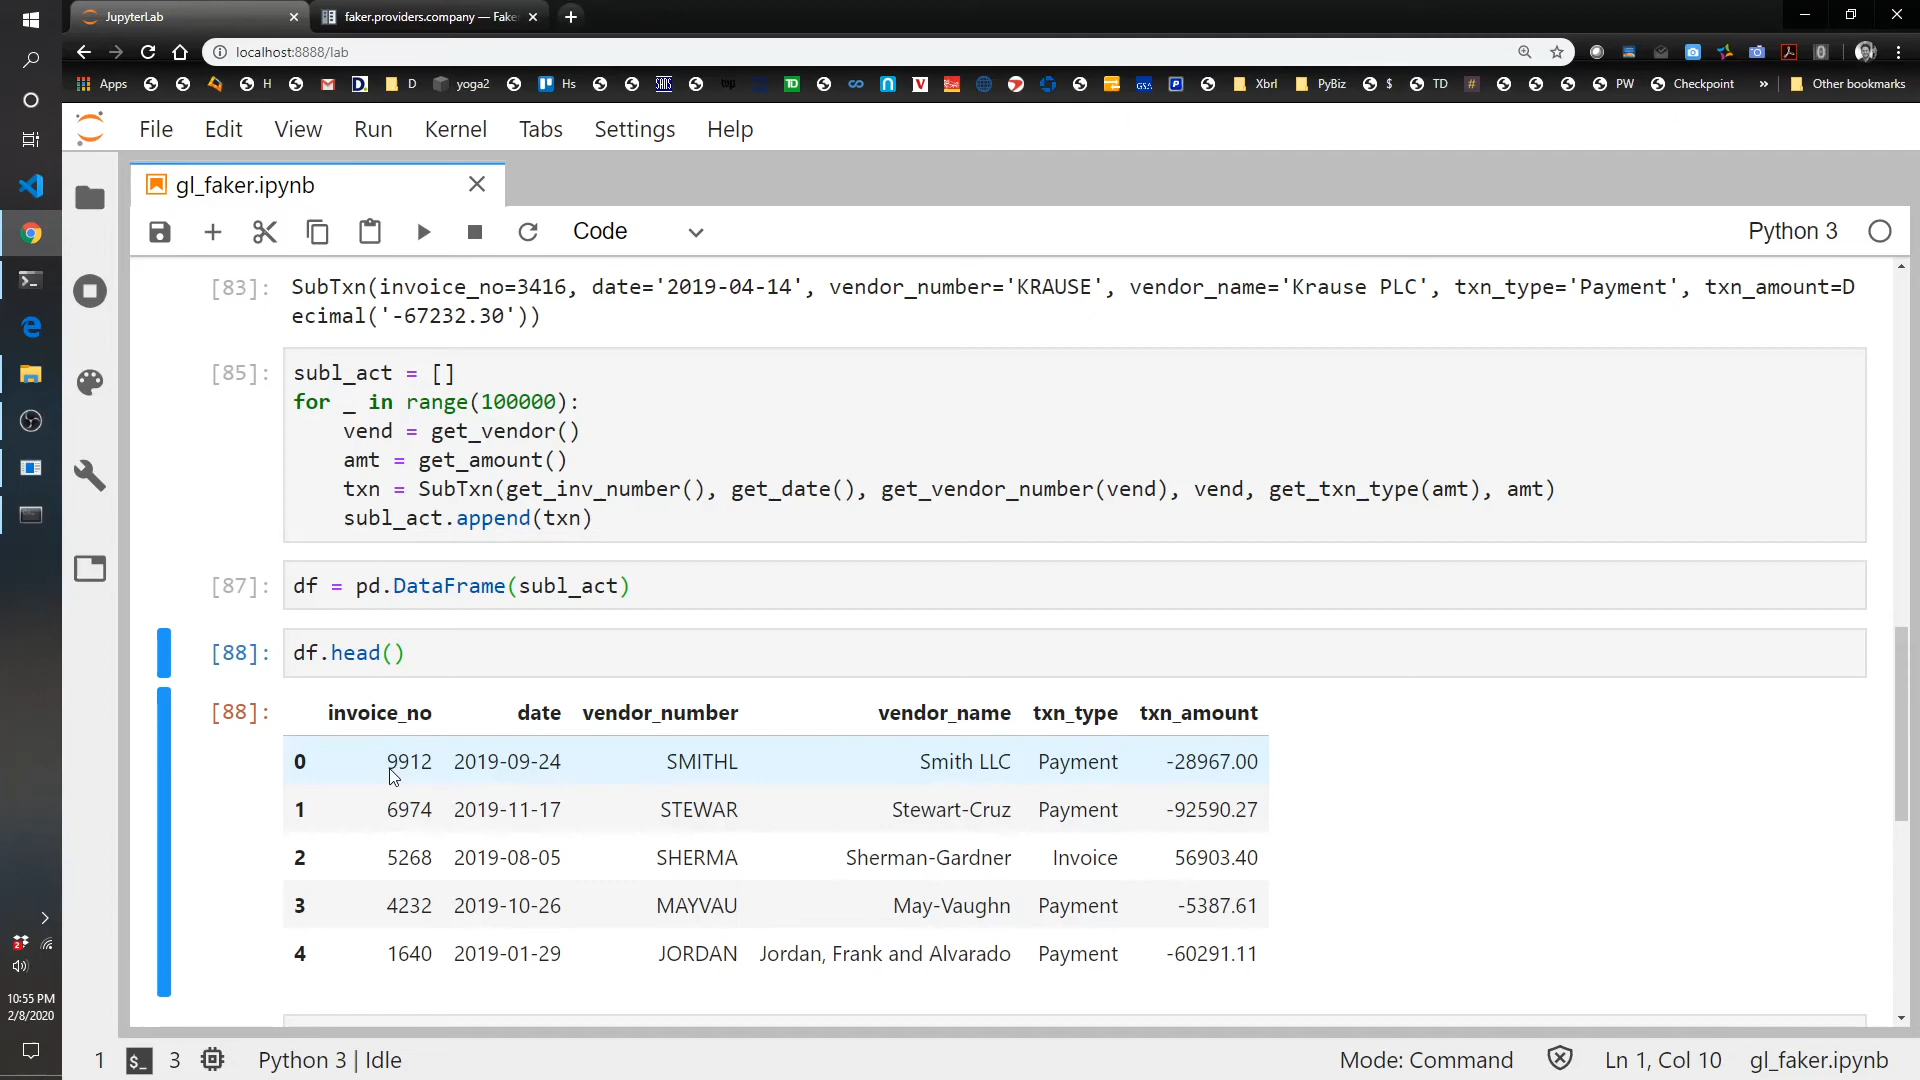 JupyterLab
faker.providers.company — Fake
localhost:8888/lab
Apps H D yoga2 Hs Xbrl PyBiz $ TD # PW Checkpoint » Other bookmarks
File Edit View Run Kernel Tabs Settings Help
gl_faker.ipynb
Code
Python 3
[83]: SubTxn(invoice_no=3416, date='2019-04-14', vendor_number='KRAUSE', vendor_name='Krause PLC', txn_type='Payment', txn_amount=D
ecimal('-67232.30'))
[85]: subl_act = []
for _ in range(100000):
vend = get_vendor()
amt = get_amount()
txn = SubTxn(get_inv_number(), get_date(), get_vendor_number(vend), vend, get_txn_type(amt), amt)
subl_act.append(txn)
[87]: df = pd.DataFrame(subl_act)
[88]: df.head()
[88]: invoice_no date vendor_number vendor_name txn_type txn_amount
0 9912 2019-09-24 SMITHL Smith LLC Payment -28967.00
1 6974 2019-11-17 STEWAR Stewart-Cruz Payment -92590.27
2 5268 2019-08-05 SHERMA Sherman-Gardner Invoice 56903.40
3 4232 2019-10-26 MAYVAU May-Vaughn Payment -5387.61
4 1640 2019-01-29 JORDAN Jordan, Frank and Alvarado Payment -60291.11
10:55 PM
2/8/2020
1 $_ 3 Python 3 | Idle Mode: Command Ln 1, Col 10 gl_faker.ipynb